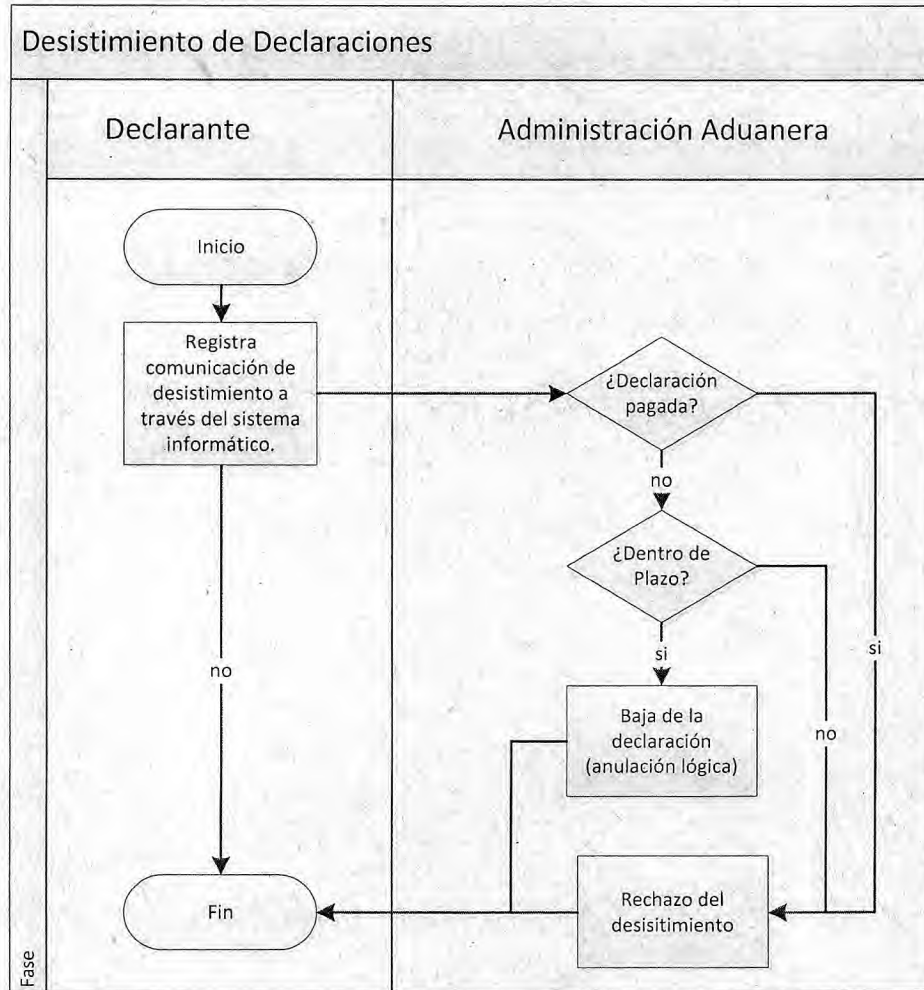 Desistimiento de Declaraciones
Declarante
Administración Aduanera
Inicio
Registra
comunicación de
desistimiento a
través del sistema
informático.
¿Declaración
pagada?
no
¿Dentro de
Plazo?
si
si
no
no
Baja de la
declaración
(anulación lógica)
Fin
Rechazo del
desisitimiento
Fase